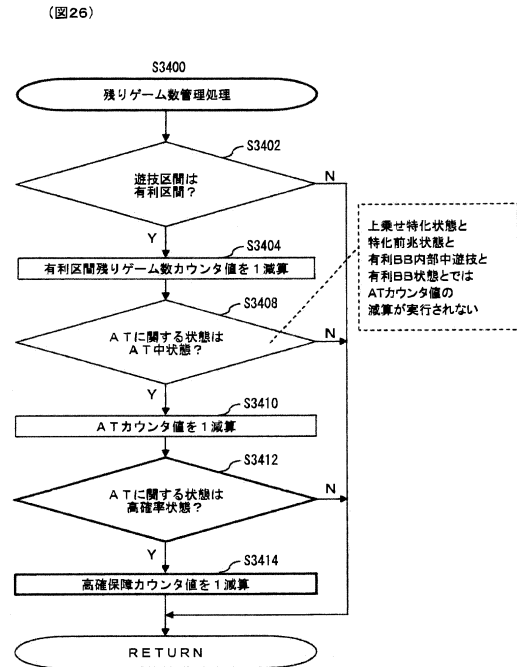 (図26)
S3400
残りゲーム数管理処理
S3402
遊技区間は
有利区間？
N
Y
S3404
有利区間残りゲーム数カウンタ値を１減算
上乗せ特化状態と
特化前兆状態と
有利BB内部中遊技と
有利BB状態とでは
ATカウンタ値の
減算が実行されない
S3408
ＡＴに関する状態は
ＡＴ中状態？
N
Y
S3410
ＡＴカウンタ値を１減算
S3412
ＡＴに関する状態は
高確率状態？
N
Y
S3414
高確保障カウンタ値を１減算
RETURN